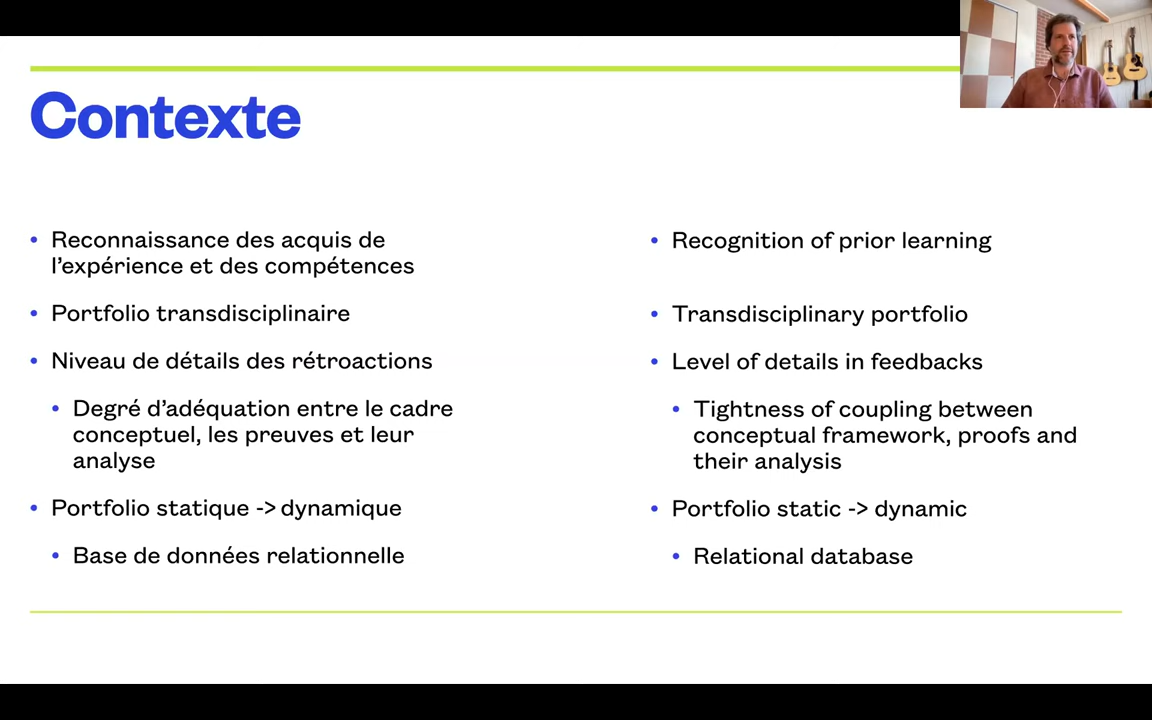 Contexte
• Reconnaissance des acquis de
l’expérience et des compétences
• Portfolio transdisciplinaire
• Niveau de détails des rétroactions
• Degré d’adéquation entre le cadre
conceptuel, les preuves et leur
analyse
• Portfolio statique -> dynamique
• Base de données relationnelle
• Recognition of prior learning
• Transdisciplinary portfolio
• Level of details in feedbacks
• Tightness of coupling between
conceptual framework, proofs and
their analysis
• Portfolio static -> dynamic
• Relational database